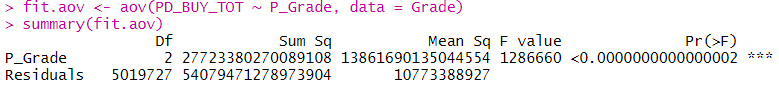 > fit.aov <- aov(PD_BUY_TOT ~ P_Grade, data = Grade)
> summary(fit.aov)
Df Sum Sq Mean Sq F value Pr(>F)
P_Grade 2 27723380270089108 13861690135044554 1286660 <0.0000000000000002 ***
Residuals 5019727 54079471278973904 10773388927